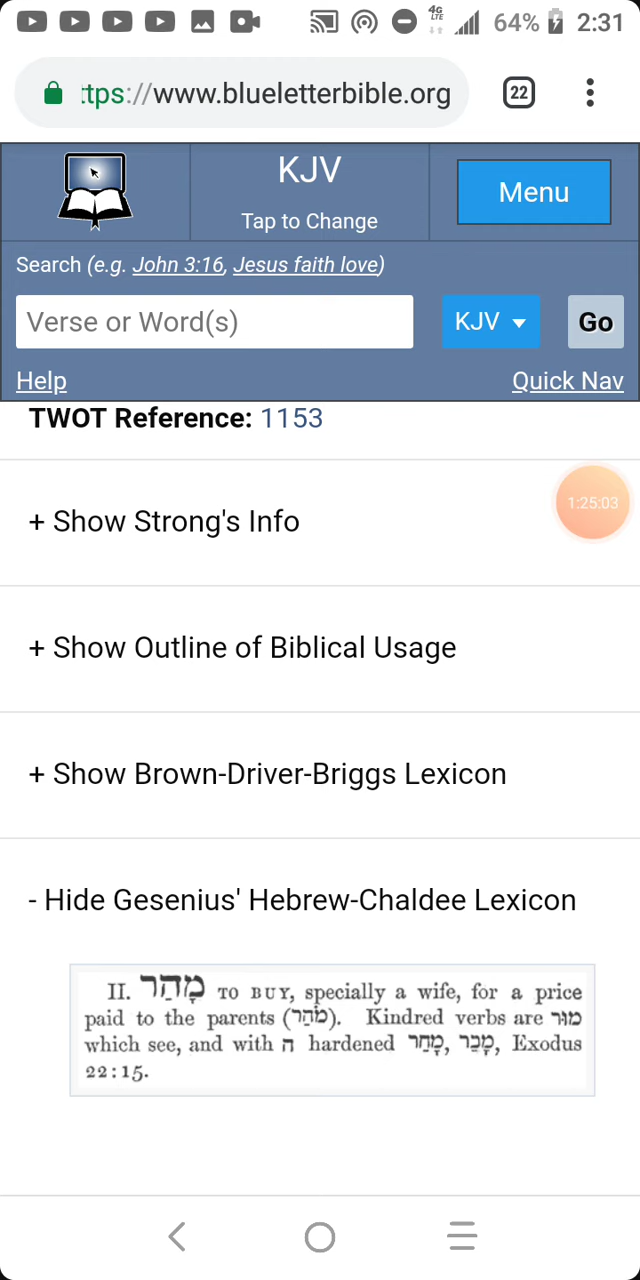 4G LTE 64% 2:31
ttps://www.blueletterbible.org 22
KJV
Tap to Change
Menu
Search (e.g. John 3:16, Jesus faith love)
Verse or Word(s) KJV Go
Help Quick Nav
TWOT Reference: 1153
1:25:03
+ Show Strong's Info
+ Show Outline of Biblical Usage
+ Show Brown-Driver-Briggs Lexicon
- Hide Gesenius' Hebrew-Chaldee Lexicon
II. מָהַר TO BUY, specially a wife, for a price
paid to the parents (מֹהַר). Kindred verbs are מוּר
which see, and with ה hardened מָכַר, מָחַר, Exodus
22:15.